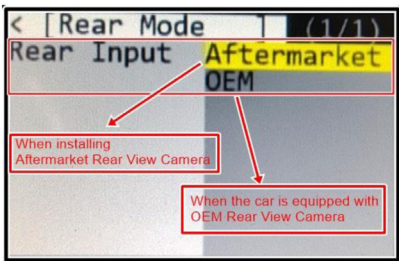 < [Rear Mode ] (1/1)
Rear Input Aftermarket
OEM
When installing
Aftermarket Rear View Camera
When the car is equipped with
OEM Rear View Camera